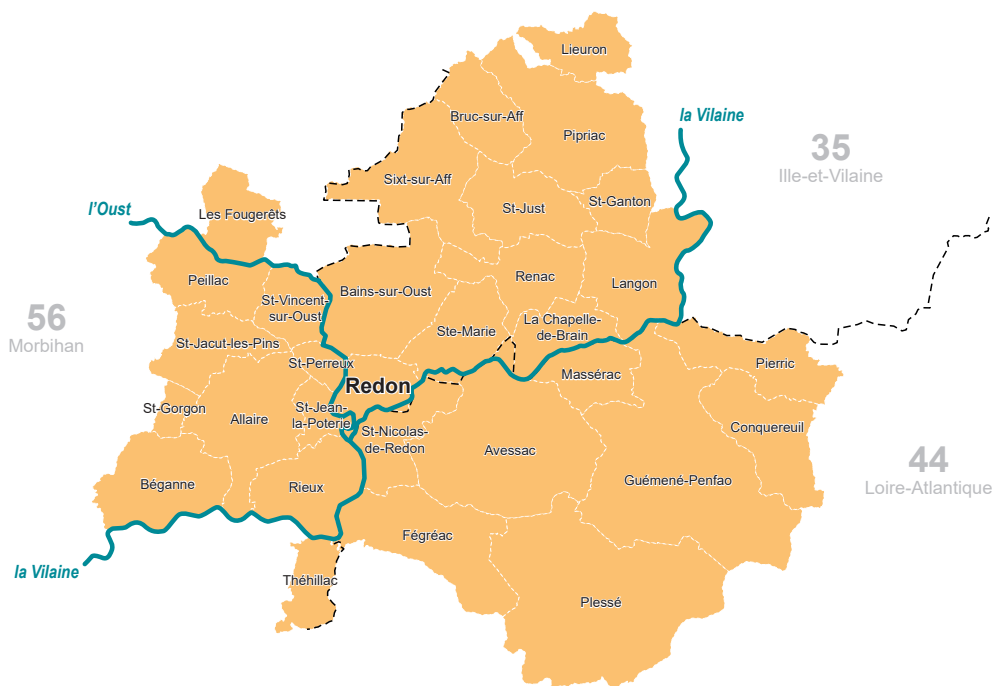 Lieuron
Bruc-sur-Aff
la Vilaine
Pipriac
35
Ille-et-Vilaine
Sixt-sur-Aff
St-Ganton
l'Oust
Les Fougerêts
St-Just
Peillac
Renac
Langon
Bains-sur-Oust
St-Vincent-
sur-Oust
56
Morbihan
Ste-Marie
La Chapelle-
de-Brain
St-Jacut-les-Pins
St-Perreux
Pierric
Massérac
Redon
St-Gorgon
Allaire
St-Jean-
la-Poterie
St-Nicolas-
de-Redon
Conquereuil
Avessac
44
Loire-Atlantique
Guémené-Penfao
Béganne
Rieux
Fégréac
la Vilaine
Théhillac
Plessé